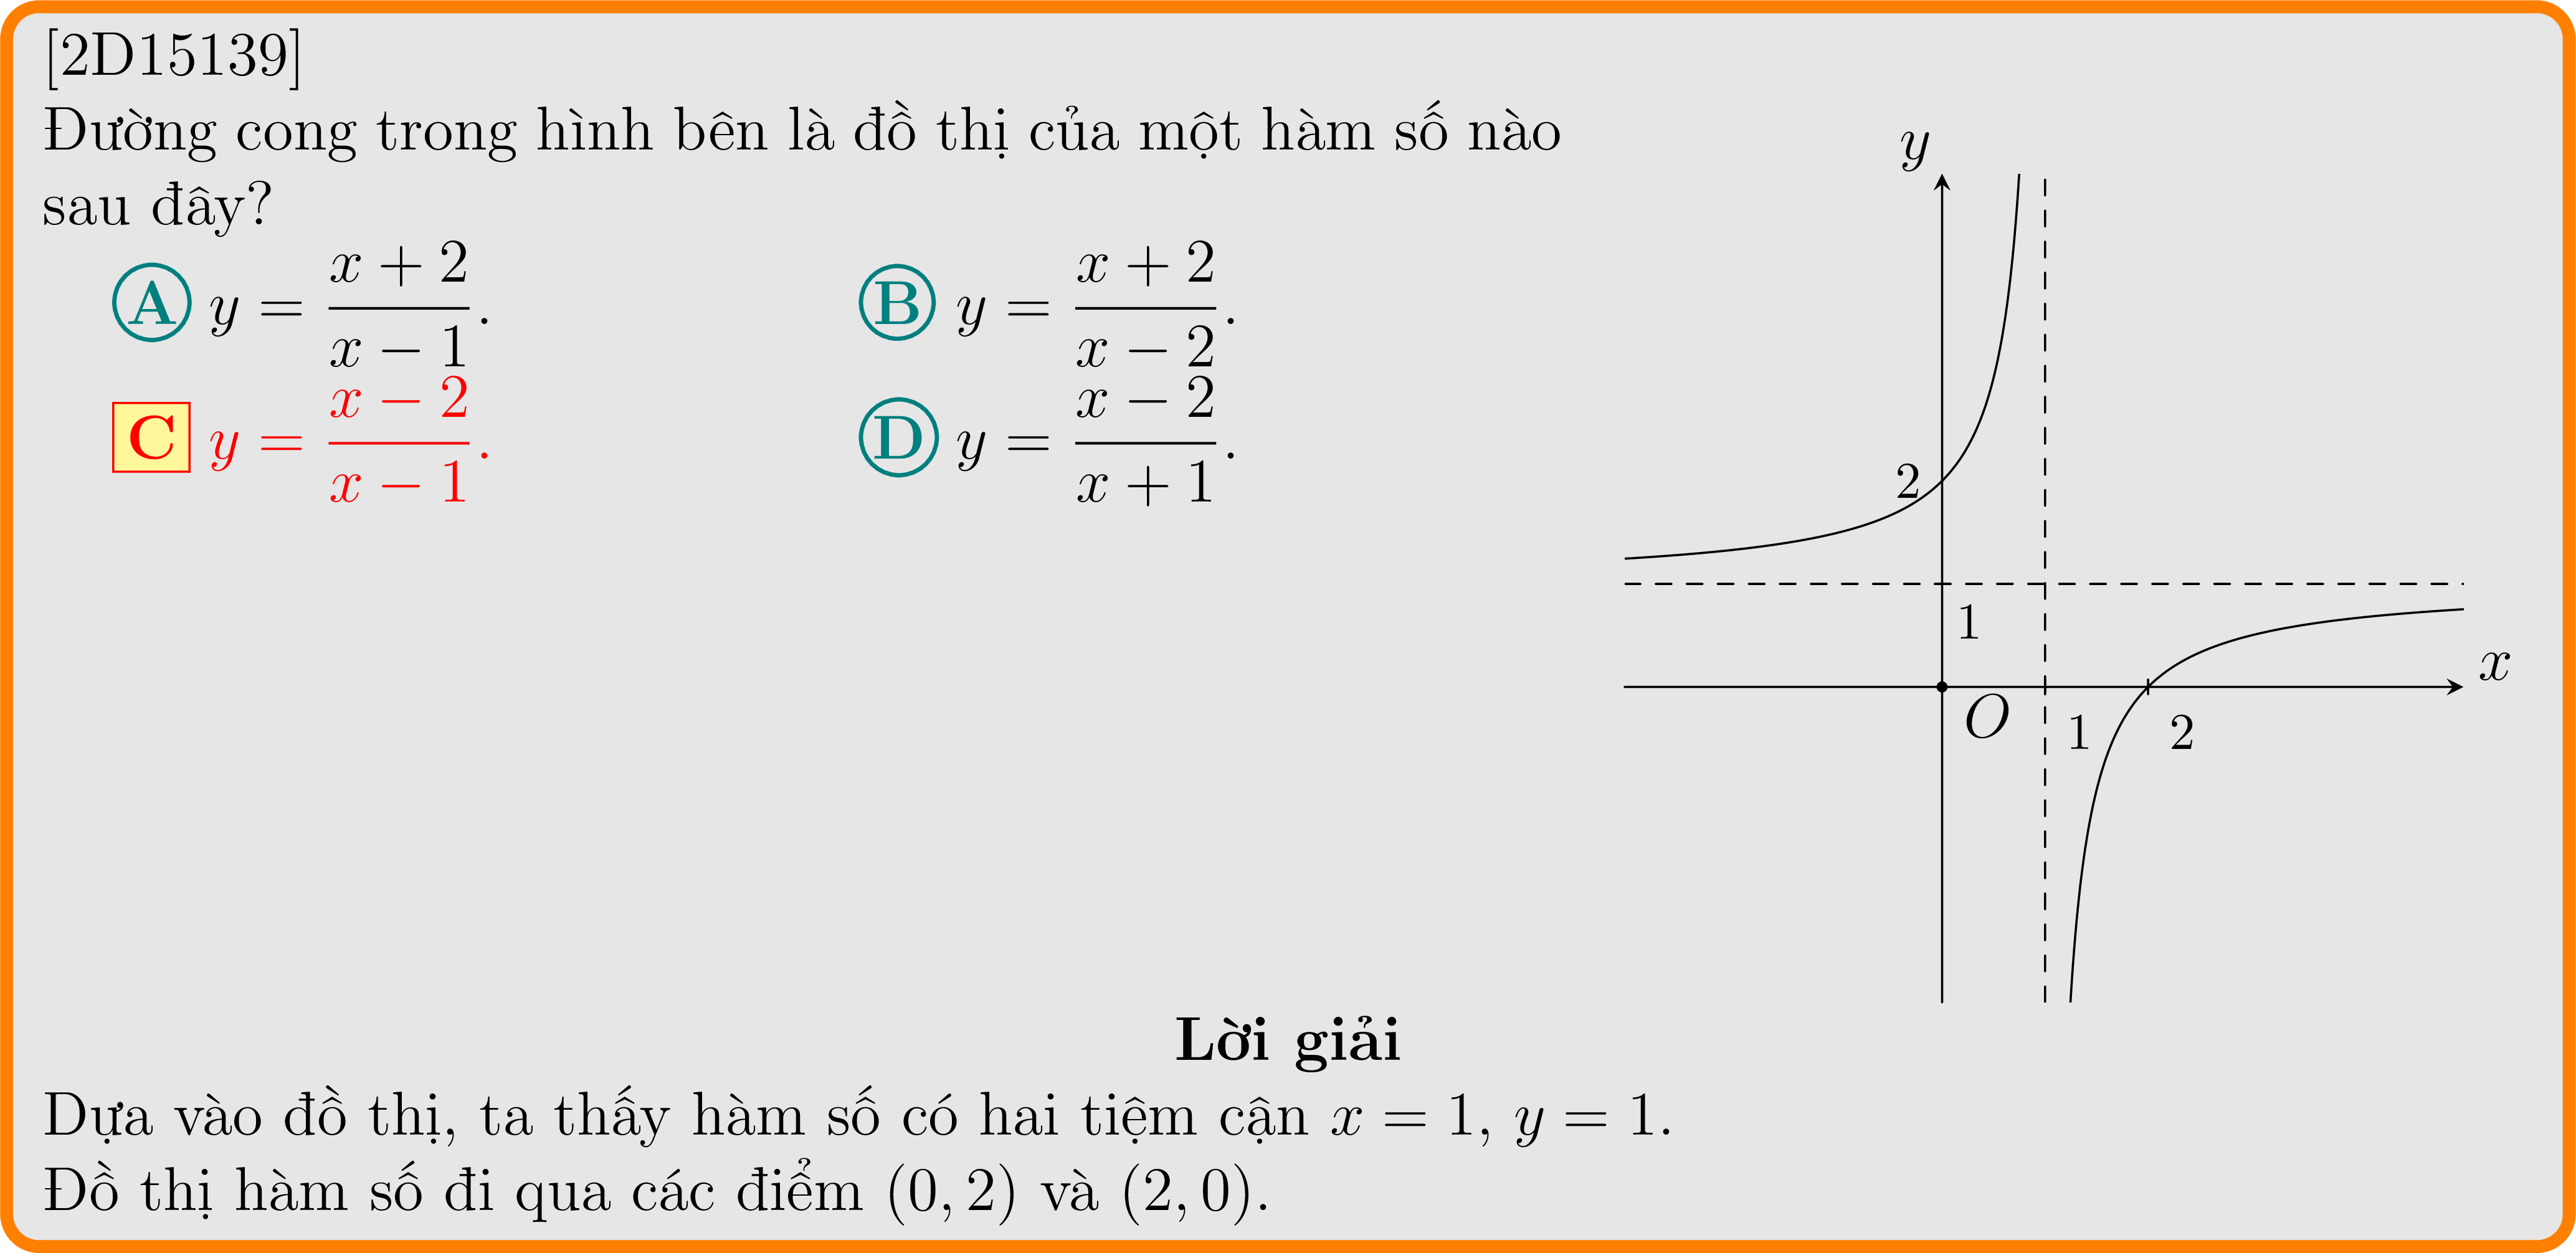 [2D15139]
Đường cong trong hình bên là đồ thị của một hàm số nào
sau đây?
A y = \frac{x + 2}{x − 1}.
B y = \frac{x + 2}{x − 2}.
C y = \frac{x − 2}{x − 1}.
D y = \frac{x − 2}{x + 1}.
y
2
1
x
O
1
2
Lời giải
Dựa vào đồ thị, ta thấy hàm số có hai tiệm cận x = 1, y = 1.
Đồ thị hàm số đi qua các điểm (0, 2) và (2, 0).